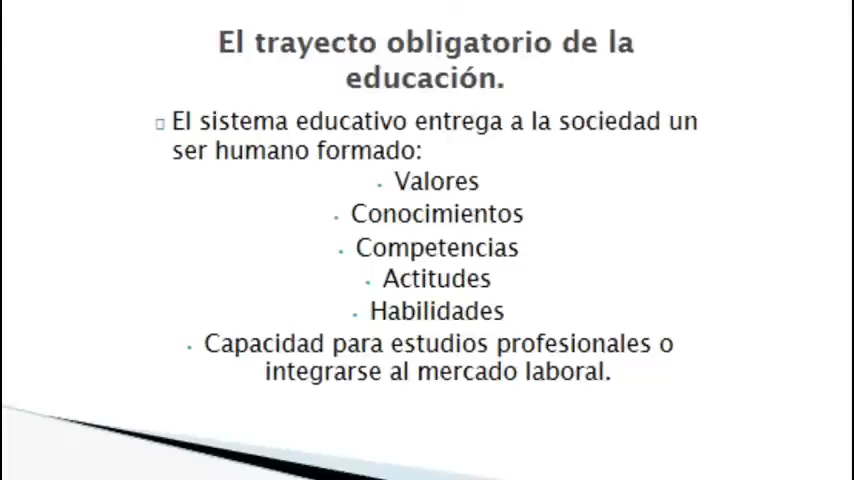 El trayecto obligatorio de la
educación.
El sistema educativo entrega a la sociedad un
ser humano formado:
• Valores
• Conocimientos
• Competencias
• Actitudes
• Habilidades
• Capacidad para estudios profesionales o
integrarse al mercado laboral.